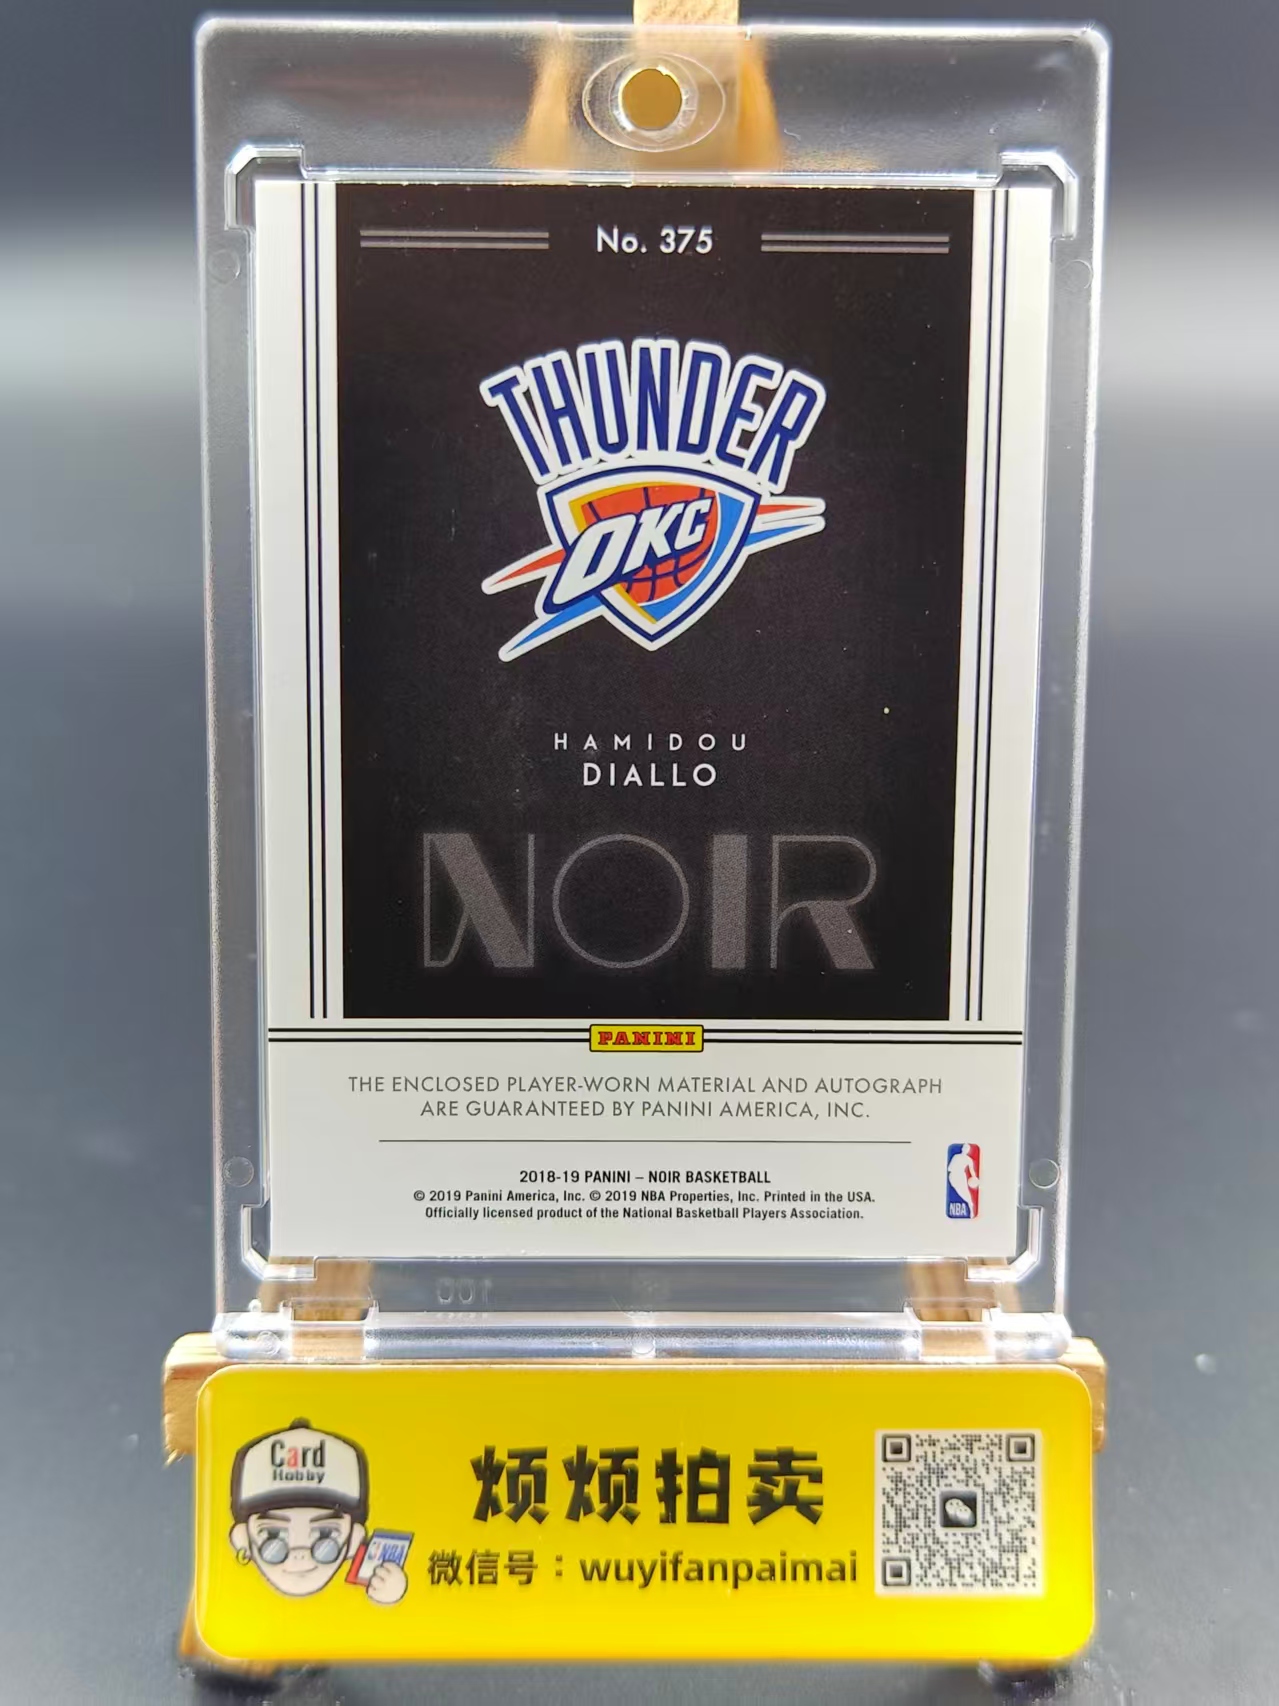 No. 375
THUNDER
OKC
HAMIDOU
DIALLO
NOIR
PANINI
THE ENCLOSED PLAYER-WORN MATERIAL AND AUTOGRAPH
ARE GUARANTEED BY PANINI AMERICA, INC.
2018-19 PANINI – NOIR BASKETBALL
© 2019 Panini America, Inc. © 2019 NBA Properties, Inc. Printed in the USA.
Officially licensed product of the National Basketball Players Association.
NBA
Card
Hobby
NBA
烦烦拍卖
微信号：wuyifanpaimai